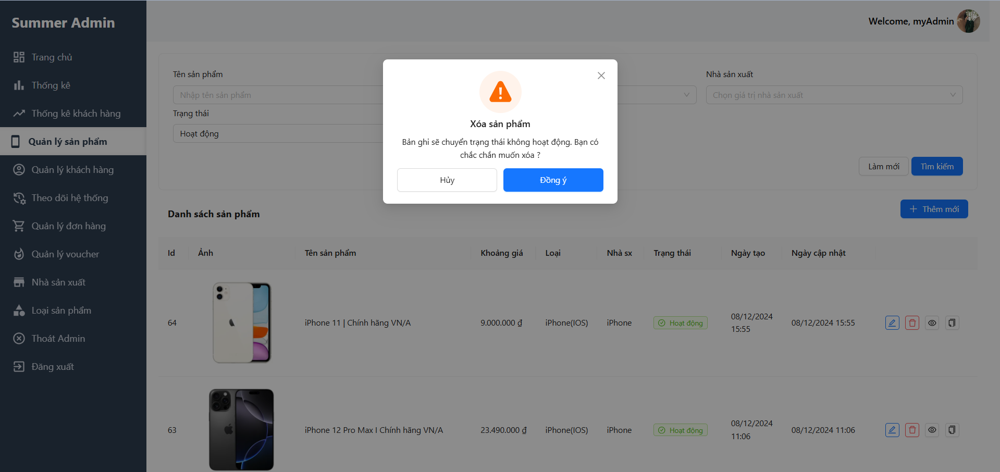 Summer Admin
Welcome, myAdmin
Trang chủ
Thống kê
Thống kê khách hàng
Quản lý sản phẩm
Quản lý khách hàng
Theo dõi hệ thống
Quản lý đơn hàng
Quản lý voucher
Nhà sản xuất
Loại sản phẩm
Thoát Admin
Đăng xuất
Tên sản phẩm
Nhà sản xuất
Nhập tên sản phẩm
Chọn giá trị nhà sản xuất
Trạng thái
Hoạt động
Xóa sản phẩm
Bản ghi sẽ chuyển trạng thái không hoạt động. Bạn có
chắc chắn muốn xóa ?
Hủy
Đồng ý
Làm mới
Tìm kiếm
Danh sách sản phẩm
Thêm mới
Id Ảnh Tên sản phẩm Khoảng giá Loại Nhà sx Trạng thái Ngày tạo Ngày cập nhật
64 iPhone 11 | Chính hãng VN/A 9.000.000 ₫ iPhone(IOS) iPhone Hoạt động 08/12/2024 15:55 08/12/2024 15:55
63 iPhone 12 Pro Max I Chính hãng VN/A 23.490.000 ₫ iPhone(IOS) iPhone Hoạt động 08/12/2024 11:06 08/12/2024 11:06